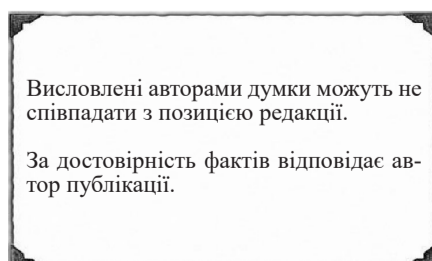 Висловлені авторами думки можуть не
співпадати з позицією редакції.
За достовірність фактів відповідає ав-
тор публікації.